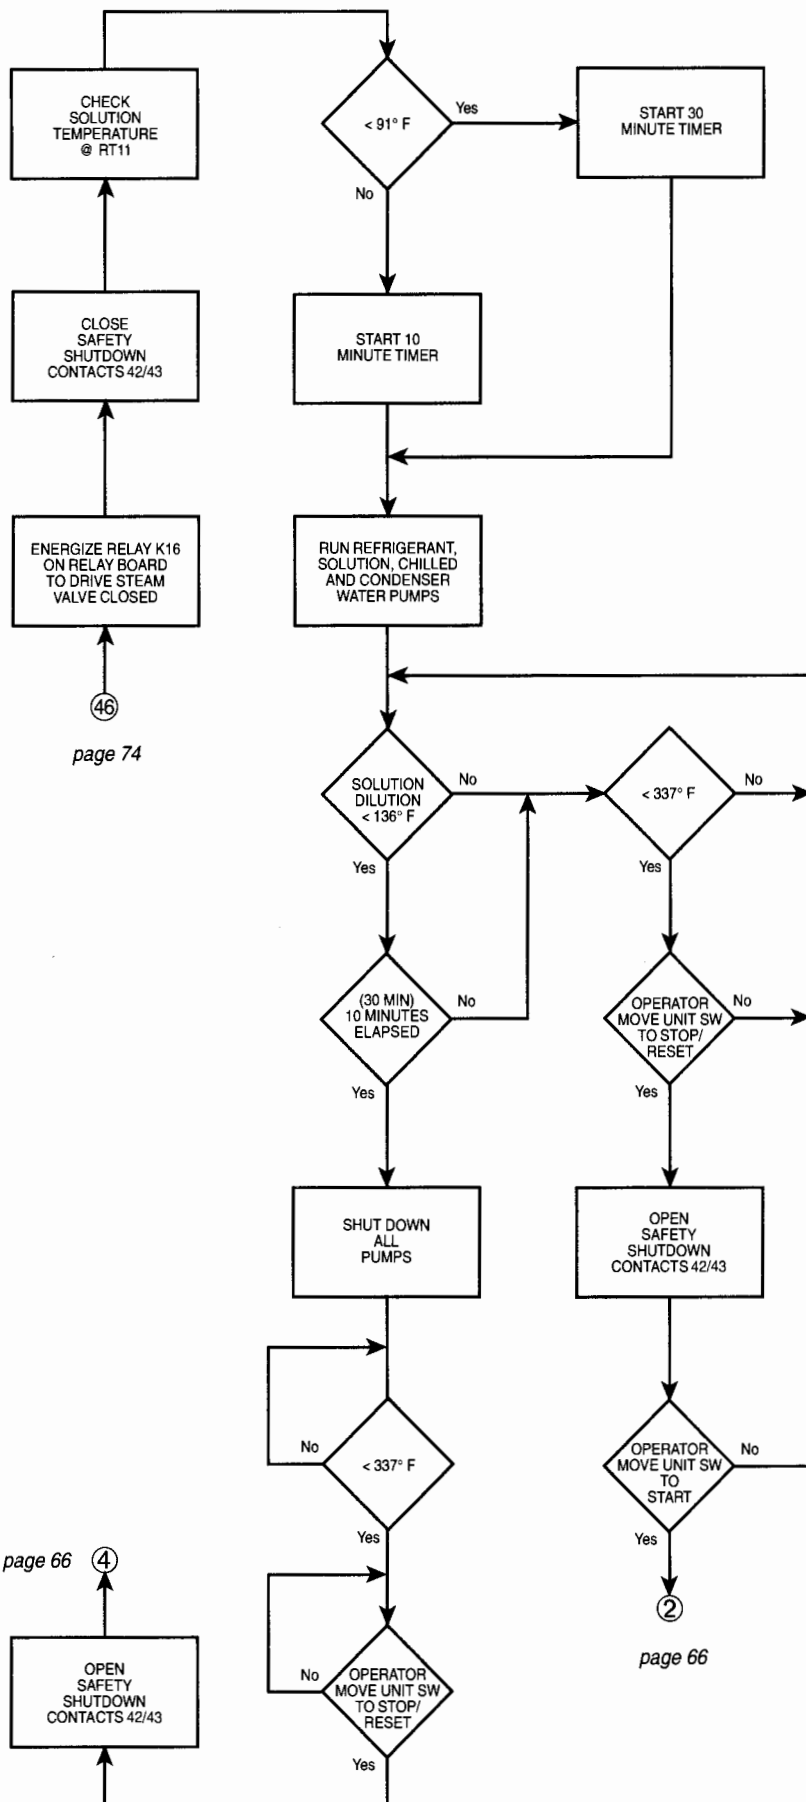 CHECK
SOLUTION
TEMPERATURE
@ RT11
< 91° F
Yes
No
START 30
MINUTE TIMER
CLOSE
SAFETY
SHUTDOWN
CONTACTS 42/43
START 10
MINUTE TIMER
ENERGIZE RELAY K16
ON RELAY BOARD
TO DRIVE STEAM
VALVE CLOSED
RUN REFRIGERANT,
SOLUTION, CHILLED
AND CONDENSER
WATER PUMPS
46
page 74
SOLUTION
DILUTION
< 136° F
No
Yes
< 337° F
No
Yes
(30 MIN)
10 MINUTES
ELAPSED
No
Yes
OPERATOR
MOVE UNIT SW
TO STOP/
RESET
No
Yes
SHUT DOWN
ALL
PUMPS
OPEN
SAFETY
SHUTDOWN
CONTACTS 42/43
No
< 337° F
Yes
OPERATOR
MOVE UNIT SW
TO
START
No
Yes
2
page 66
page 66
4
OPEN
SAFETY
SHUTDOWN
CONTACTS 42/43
No
OPERATOR
MOVE UNIT SW
TO STOP/
RESET
Yes